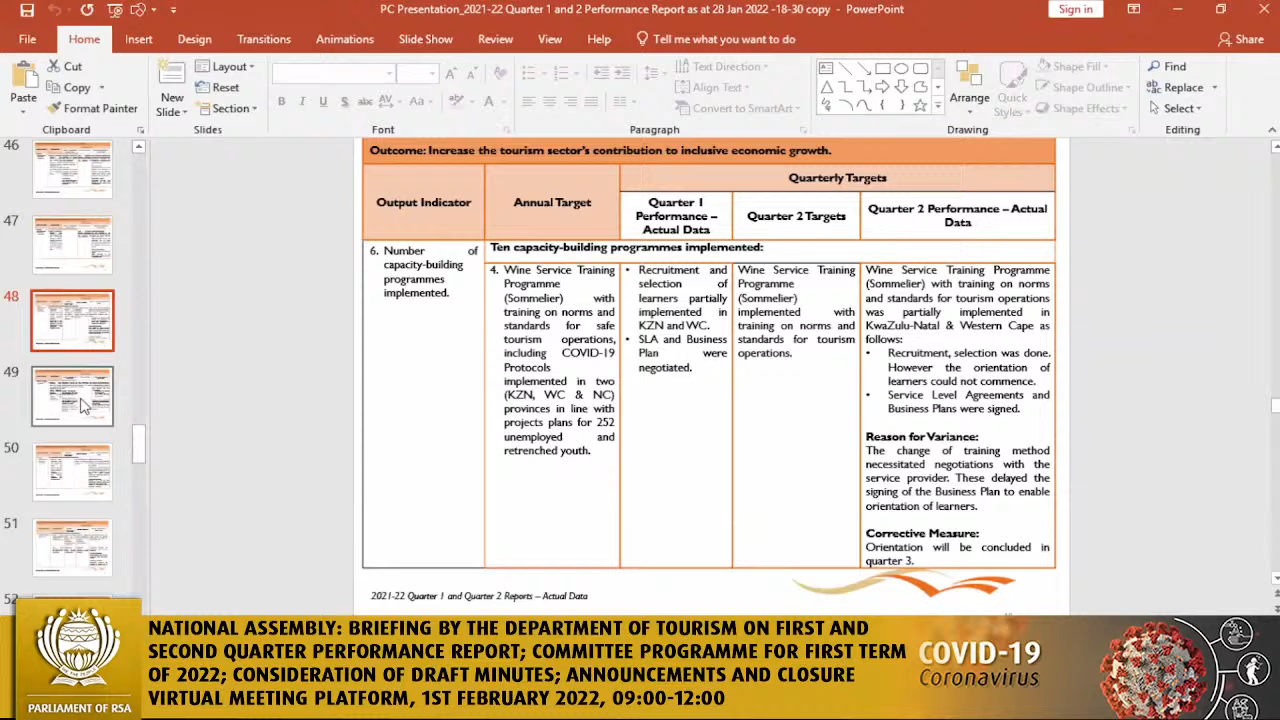 PC Presentation_2021-22 Quarter 1 and 2 Performance Report as at 28 Jan 2022 -18-30 copy - PowerPoint
Sign in
File Home Insert Design Transitions Animations Slide Show Review View Help Tell me what you want to do Share
Paste
Cut
Copy
Format Painter
Clipboard
New
Slide
Layout
Reset
Section
Slides
B I U S abc AV Aa A
Font
Text Direction
Align Text
Convert to SmartArt
Paragraph
Arrange
Quick
Styles
Shape Fill
Shape Outline
Shape Effects
Drawing
Find
Replace
Select
Editing
46
47
48
49
50
51
52
Outcome: Increase the tourism sector's contribution to inclusive economic growth.
Output Indicator
Annual Target
Quarterly Targets
Quarter 1
Performance –
Actual Data
Quarter 2 Targets
Quarter 2 Performance – Actual
Data
6. Number of
capacity-building
programmes
implemented.
Ten capacity-building programmes implemented:
4. Wine Service Training
Programme
(Sommelier) with
training on norms and
standards for safe
tourism operations,
including COVID-19
Protocols
implemented in two
(KZN, WC & NC)
provinces in line with
projects plans for 252
unemployed and
retrenched youth.
• Recruitment and
selection of
learners partially
implemented in
KZN and WC.
• SLA and Business
Plan were
negotiated.
Wine Service Training
Programme
(Sommelier)
implemented with
training on norms and
standards for tourism
operations.
Wine Service Training Programme
(Sommelier) with training on norms
and standards for tourism operations
was partially implemented in
KwaZulu-Natal & Western Cape as
follows:
• Recruitment, selection was done.
However the orientation of
learners could not commence.
• Service Level Agreements and
Business Plans were signed.
Reason for Variance:
The change of training method
necessitated negotiations with the
service provider. These delayed the
signing of the Business Plan to enable
orientation of learners.
Corrective Measure:
Orientation will be concluded in
quarter 3.
2021-22 Quarter 1 and Quarter 2 Reports – Actual Data
PARLIAMENT OF RSA
NATIONAL ASSEMBLY: BRIEFING BY THE DEPARTMENT OF TOURISM ON FIRST AND
SECOND QUARTER PERFORMANCE REPORT; COMMITTEE PROGRAMME FOR FIRST TERM
OF 2022; CONSIDERATION OF DRAFT MINUTES; ANNOUNCEMENTS AND CLOSURE
VIRTUAL MEETING PLATFORM, 1ST FEBRUARY 2022, 09:00-12:00
COVID-19
Coronavirus